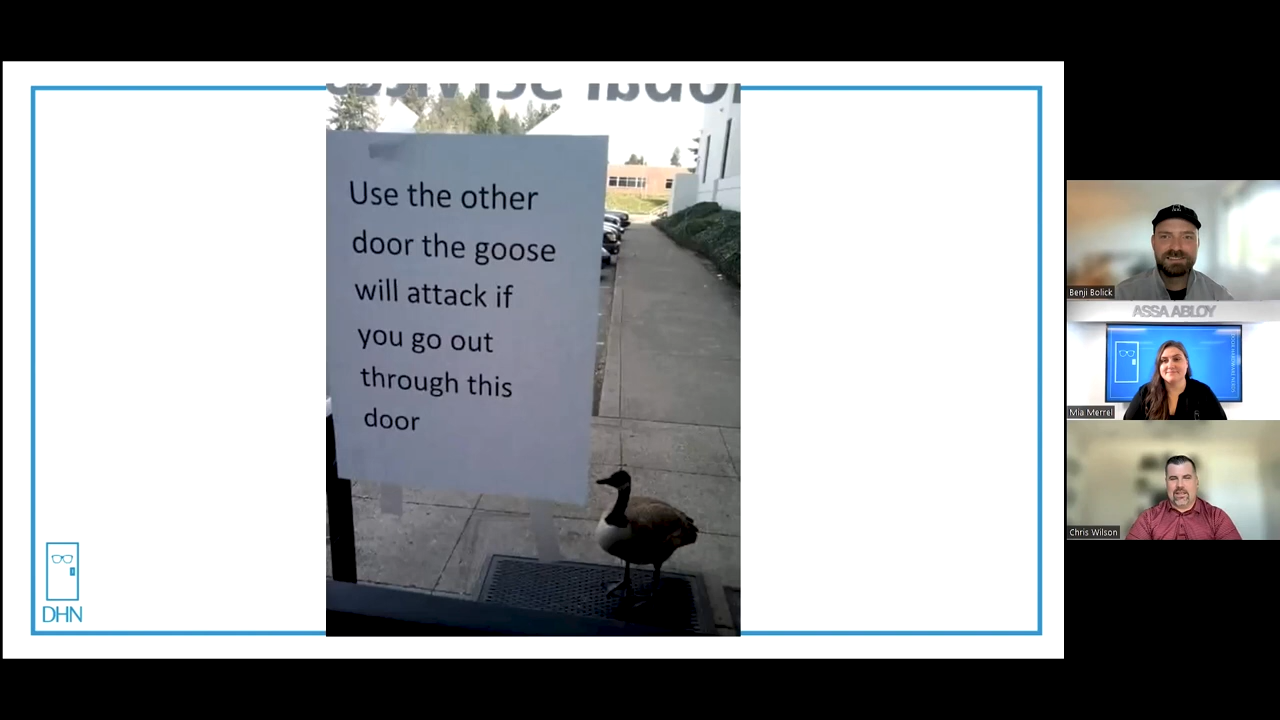 Use the other
door the goose
will attack if
you go out
through this
door
DHN
Benji Bolick
ASSA ABLOY
Mia Merrel
Chris Wilson